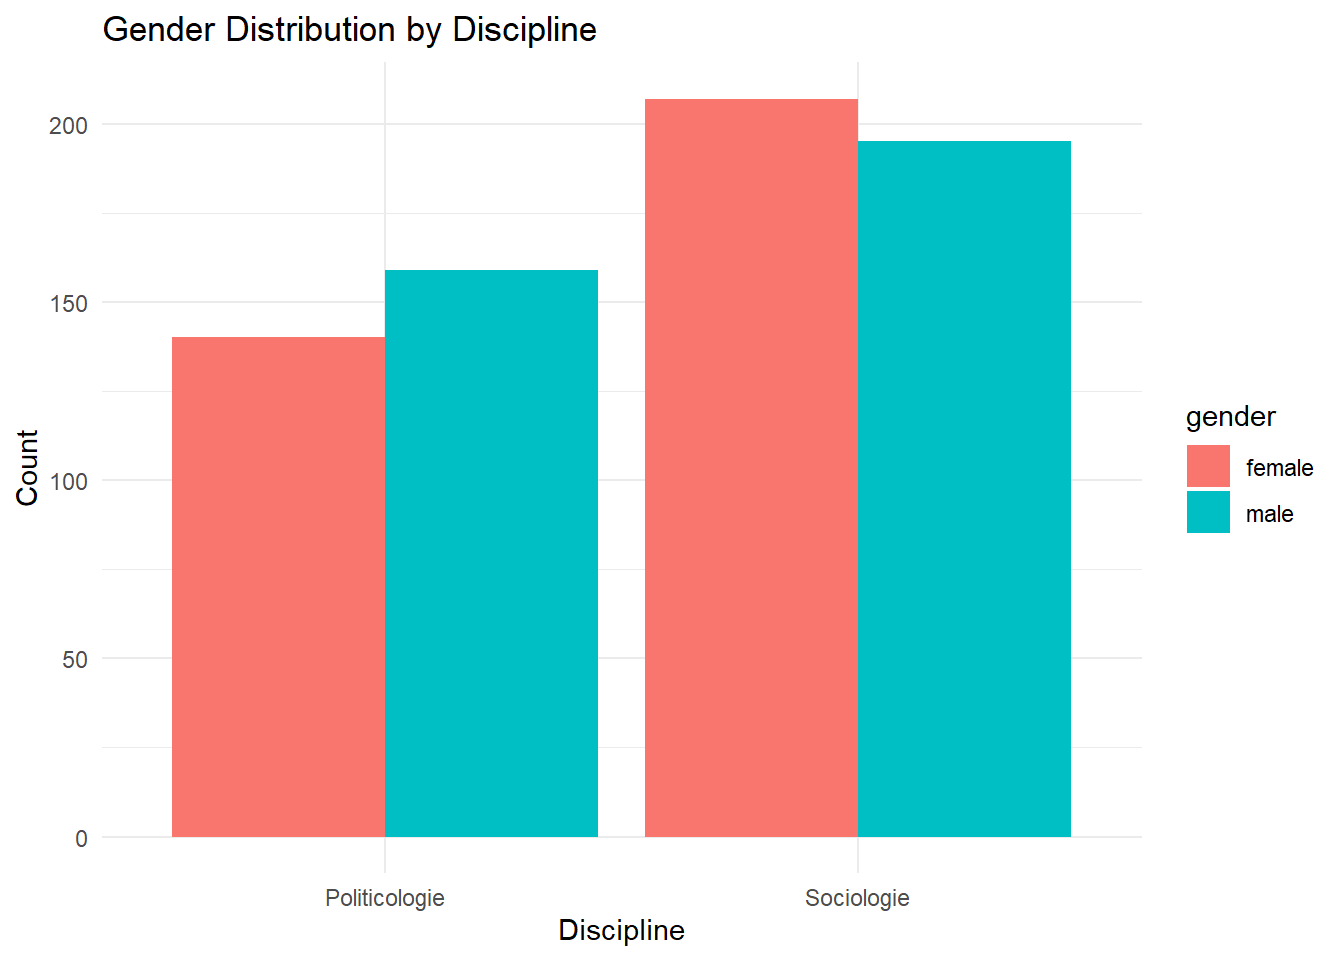 Gender Distribution by Discipline
200
150
100
50
0
Count
Politicologie
Sociologie
Discipline
gender
female
male